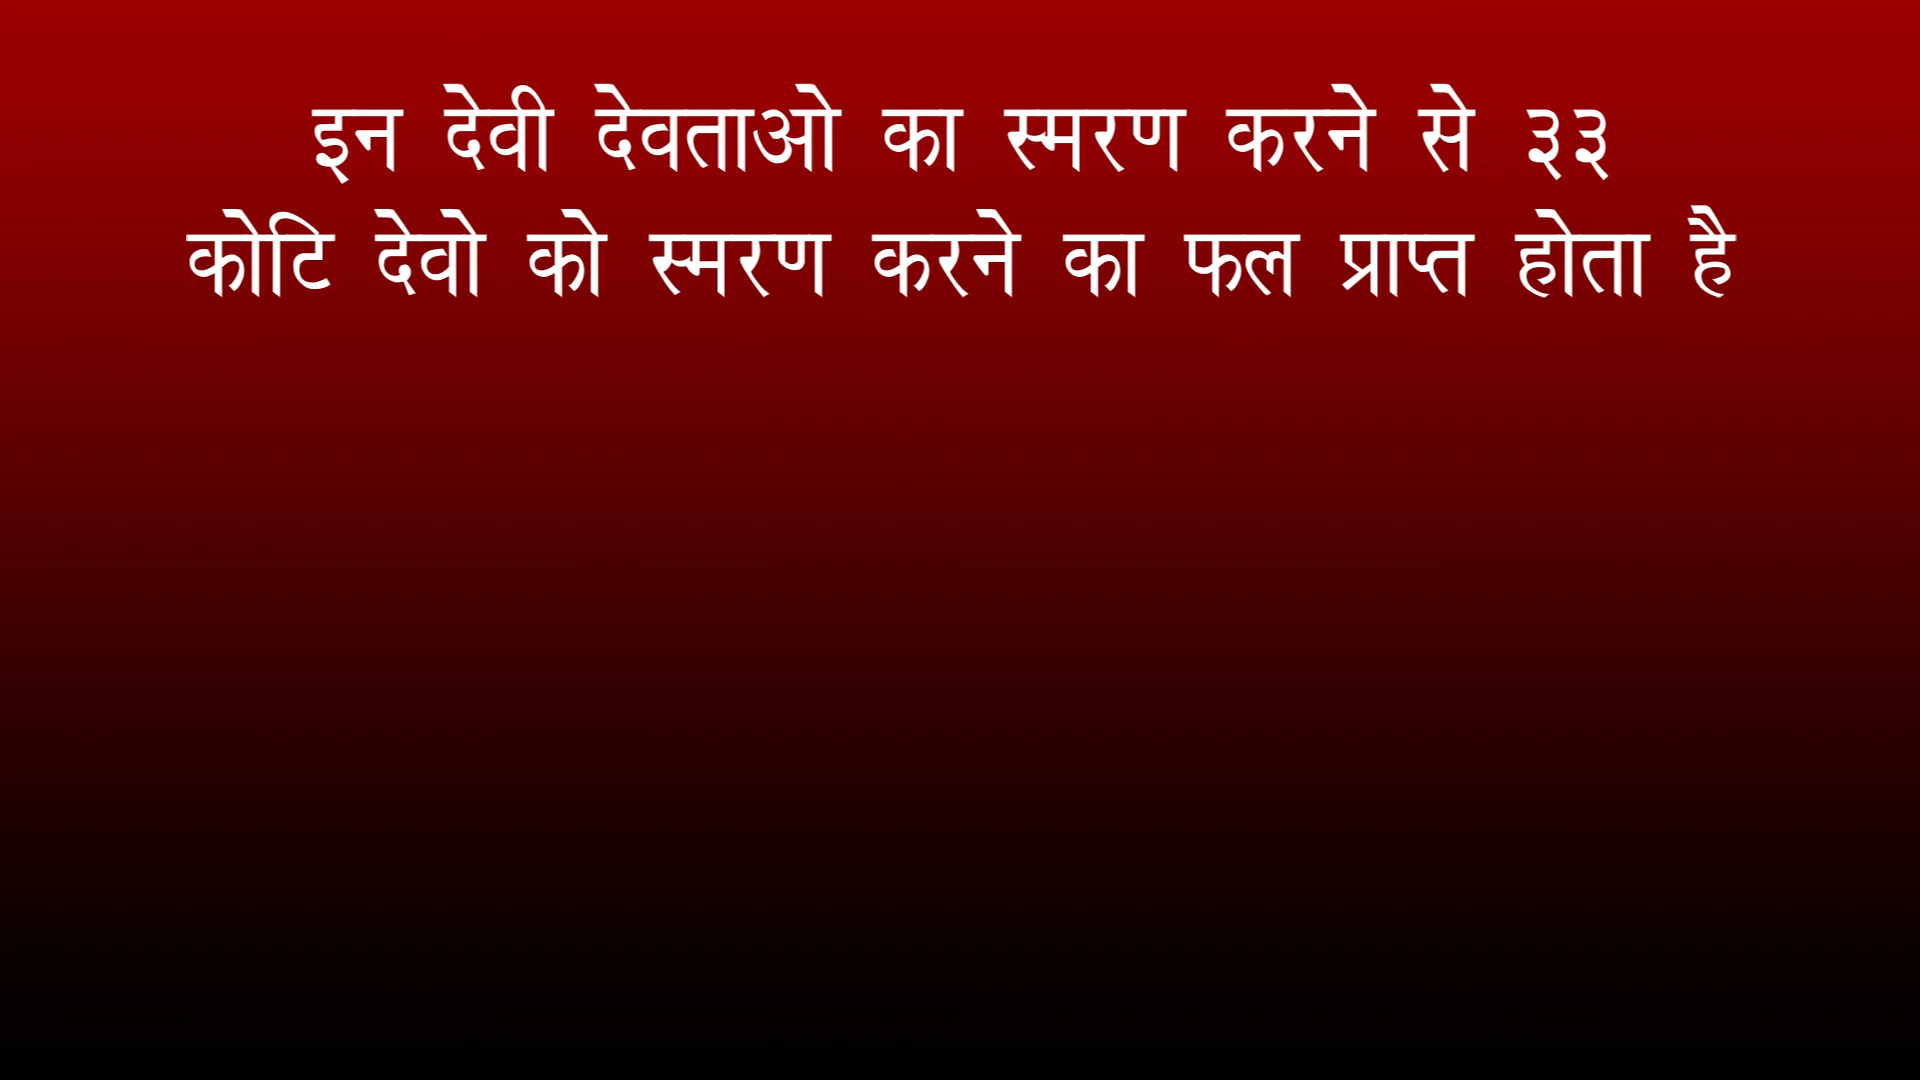 इन देवी देवताओ का स्मरण करने से ३३
कोटि देवो को स्मरण करने का फल प्राप्त होता है